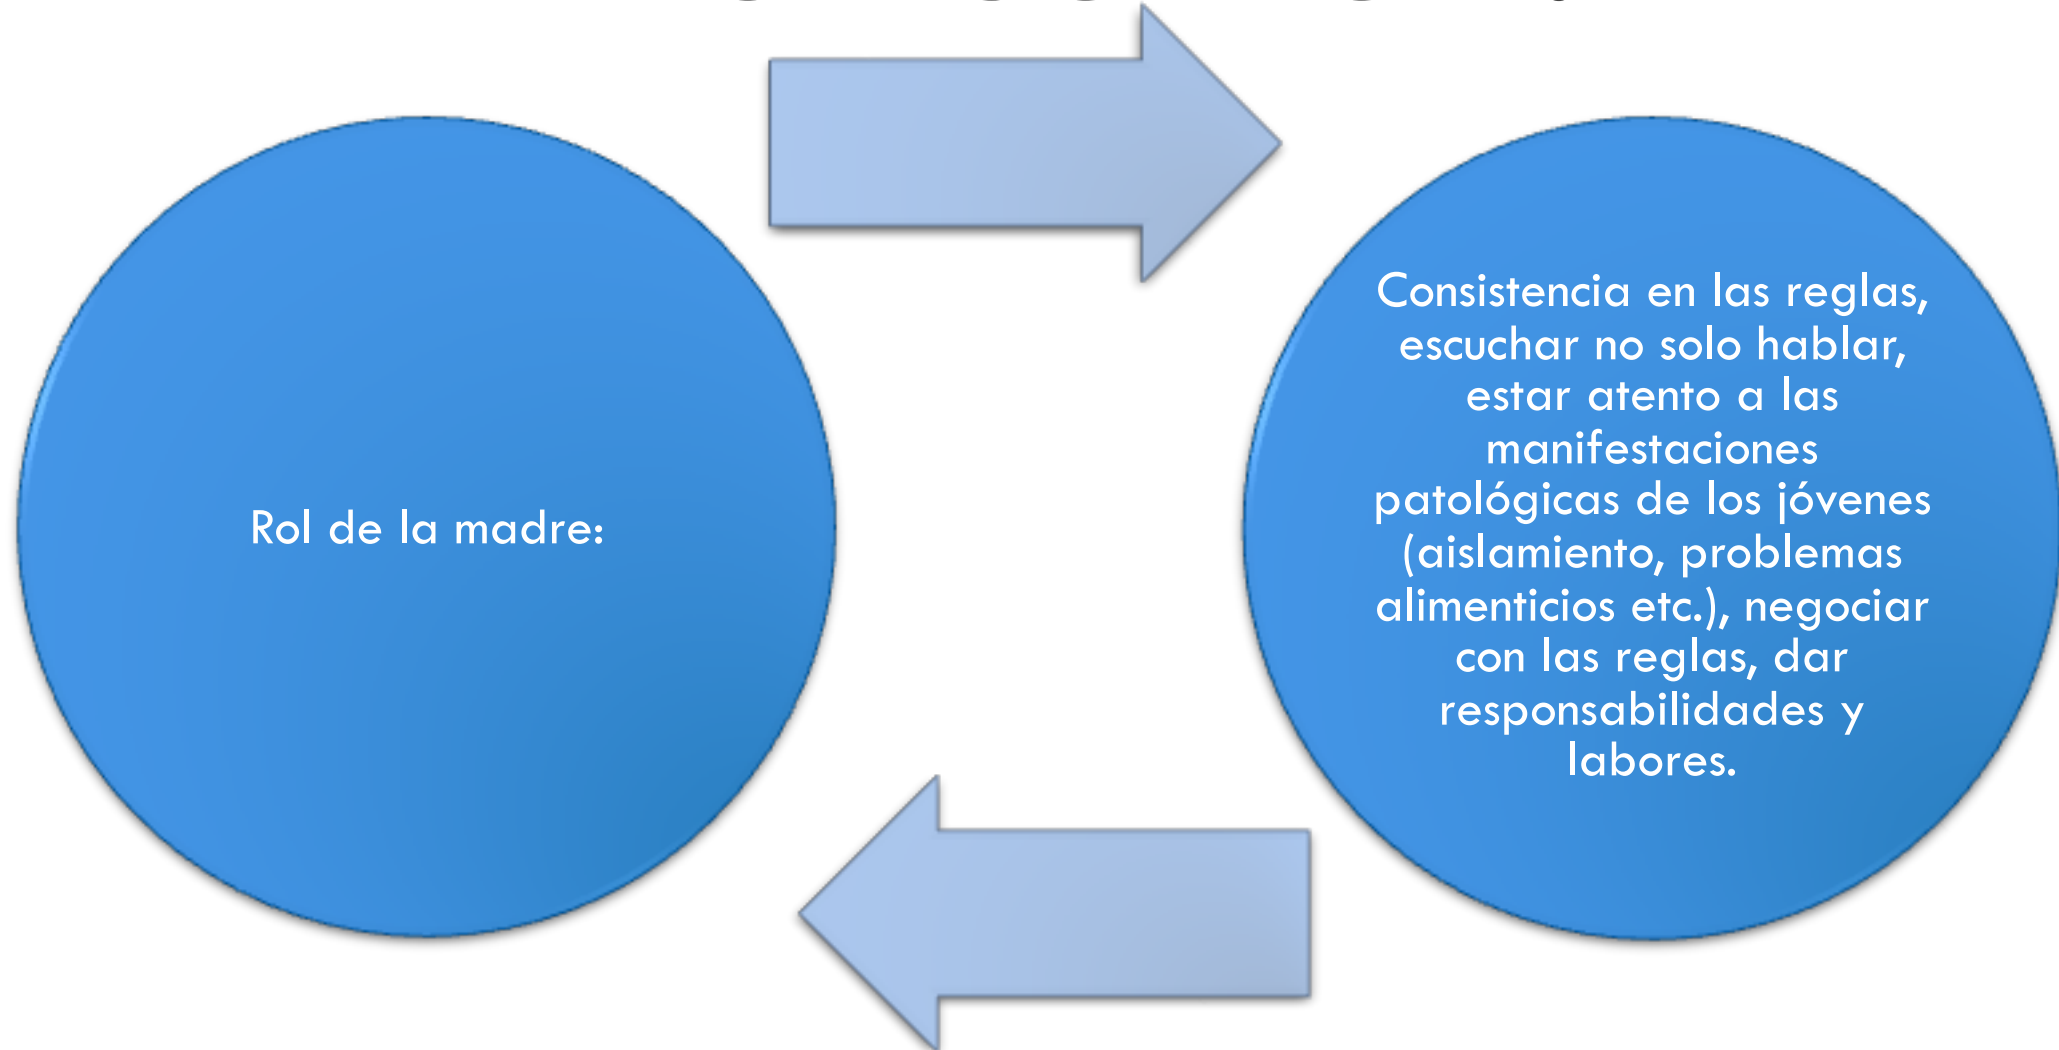 Rol de la madre:
Consistencia en las reglas,
escuchar no solo hablar,
estar atento a las
manifestaciones
patológicas de los jóvenes
(aislamiento, problemas
alimenticios etc.), negociar
con las reglas, dar
responsabilidades y
labores.